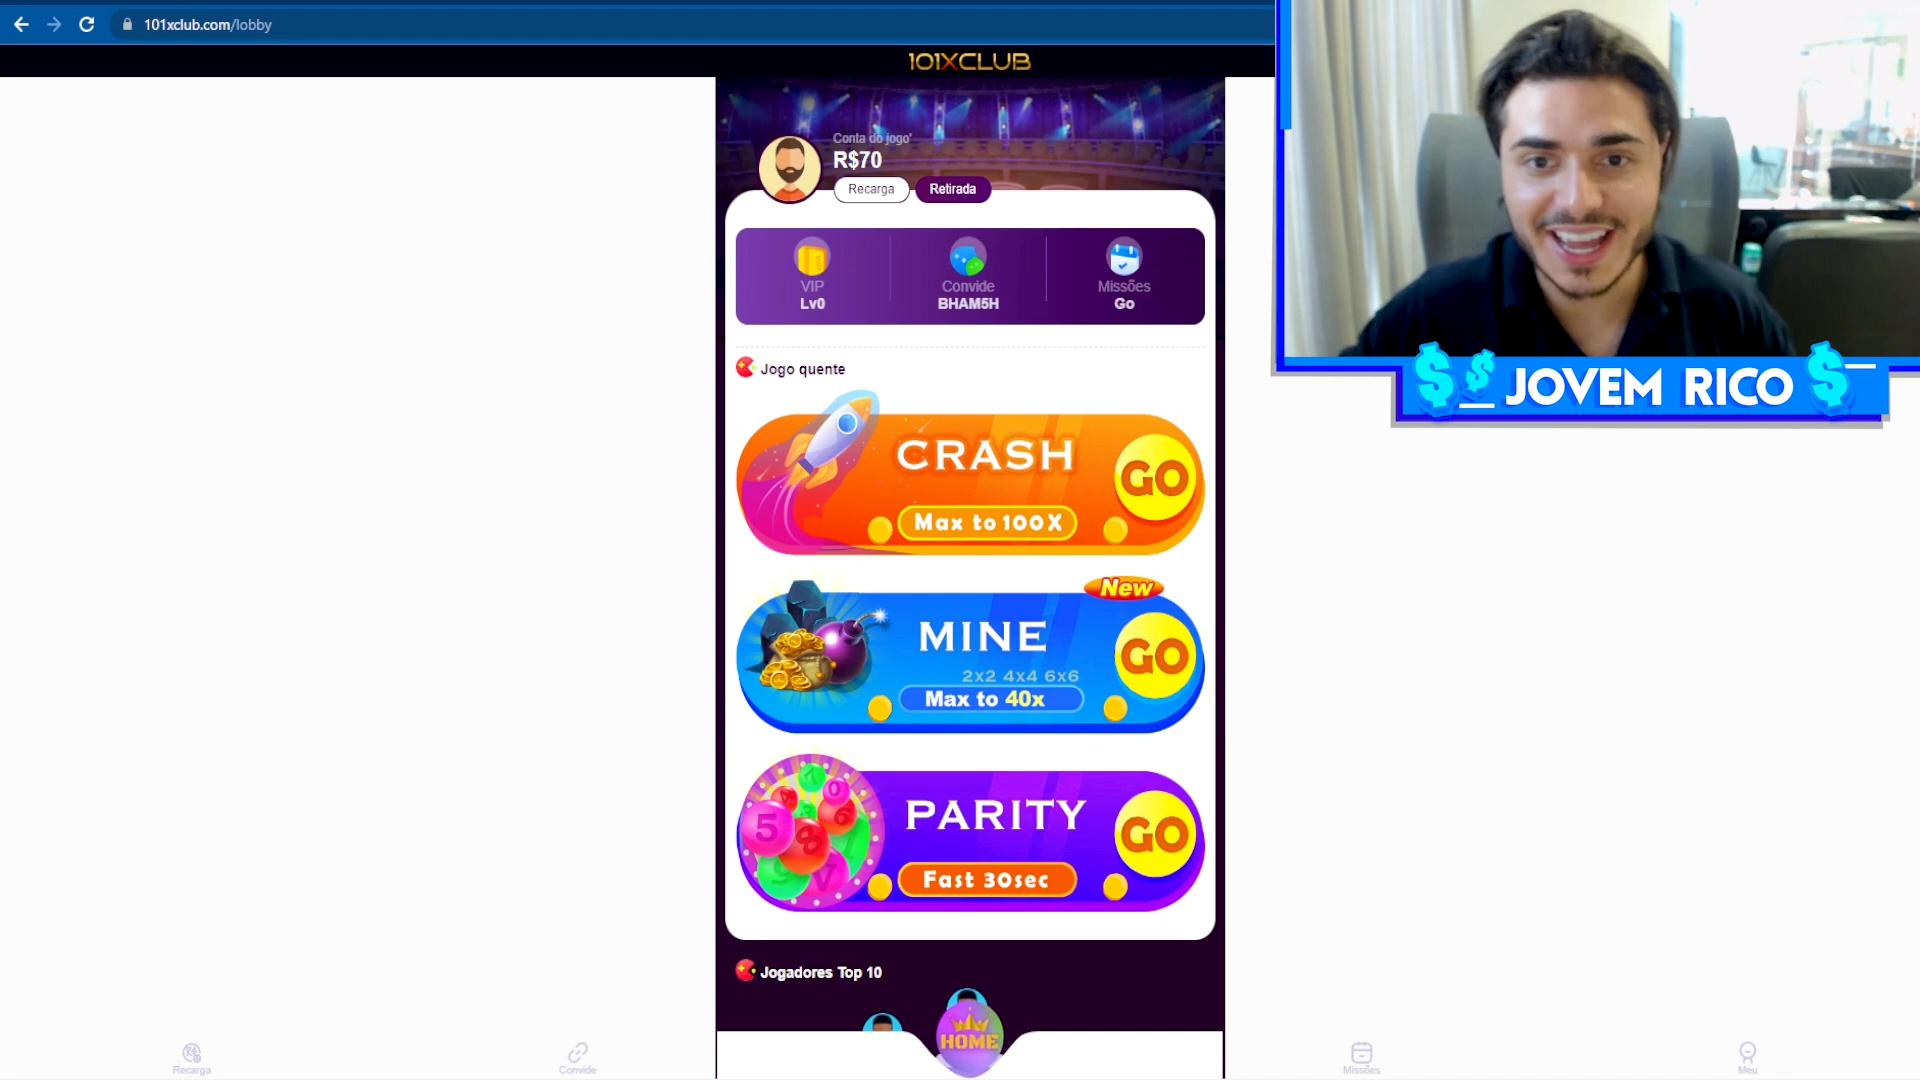 101xclub.com/lobby
101XCLUB
Conta do jogo'
R$70
Recarga
Retirada
VIP
Lv0
Convide
BHAM5H
Missões
Go
Jogo quente
CRASH
Max to 100X
GO
New
MINE
2x2 4x4 6x6
Max to 40x
GO
PARITY
Fast 30sec
GO
Jogadores Top 10
HOME
Recarga
Convide
Missões
Meu
$ $ JOVEM RICO $